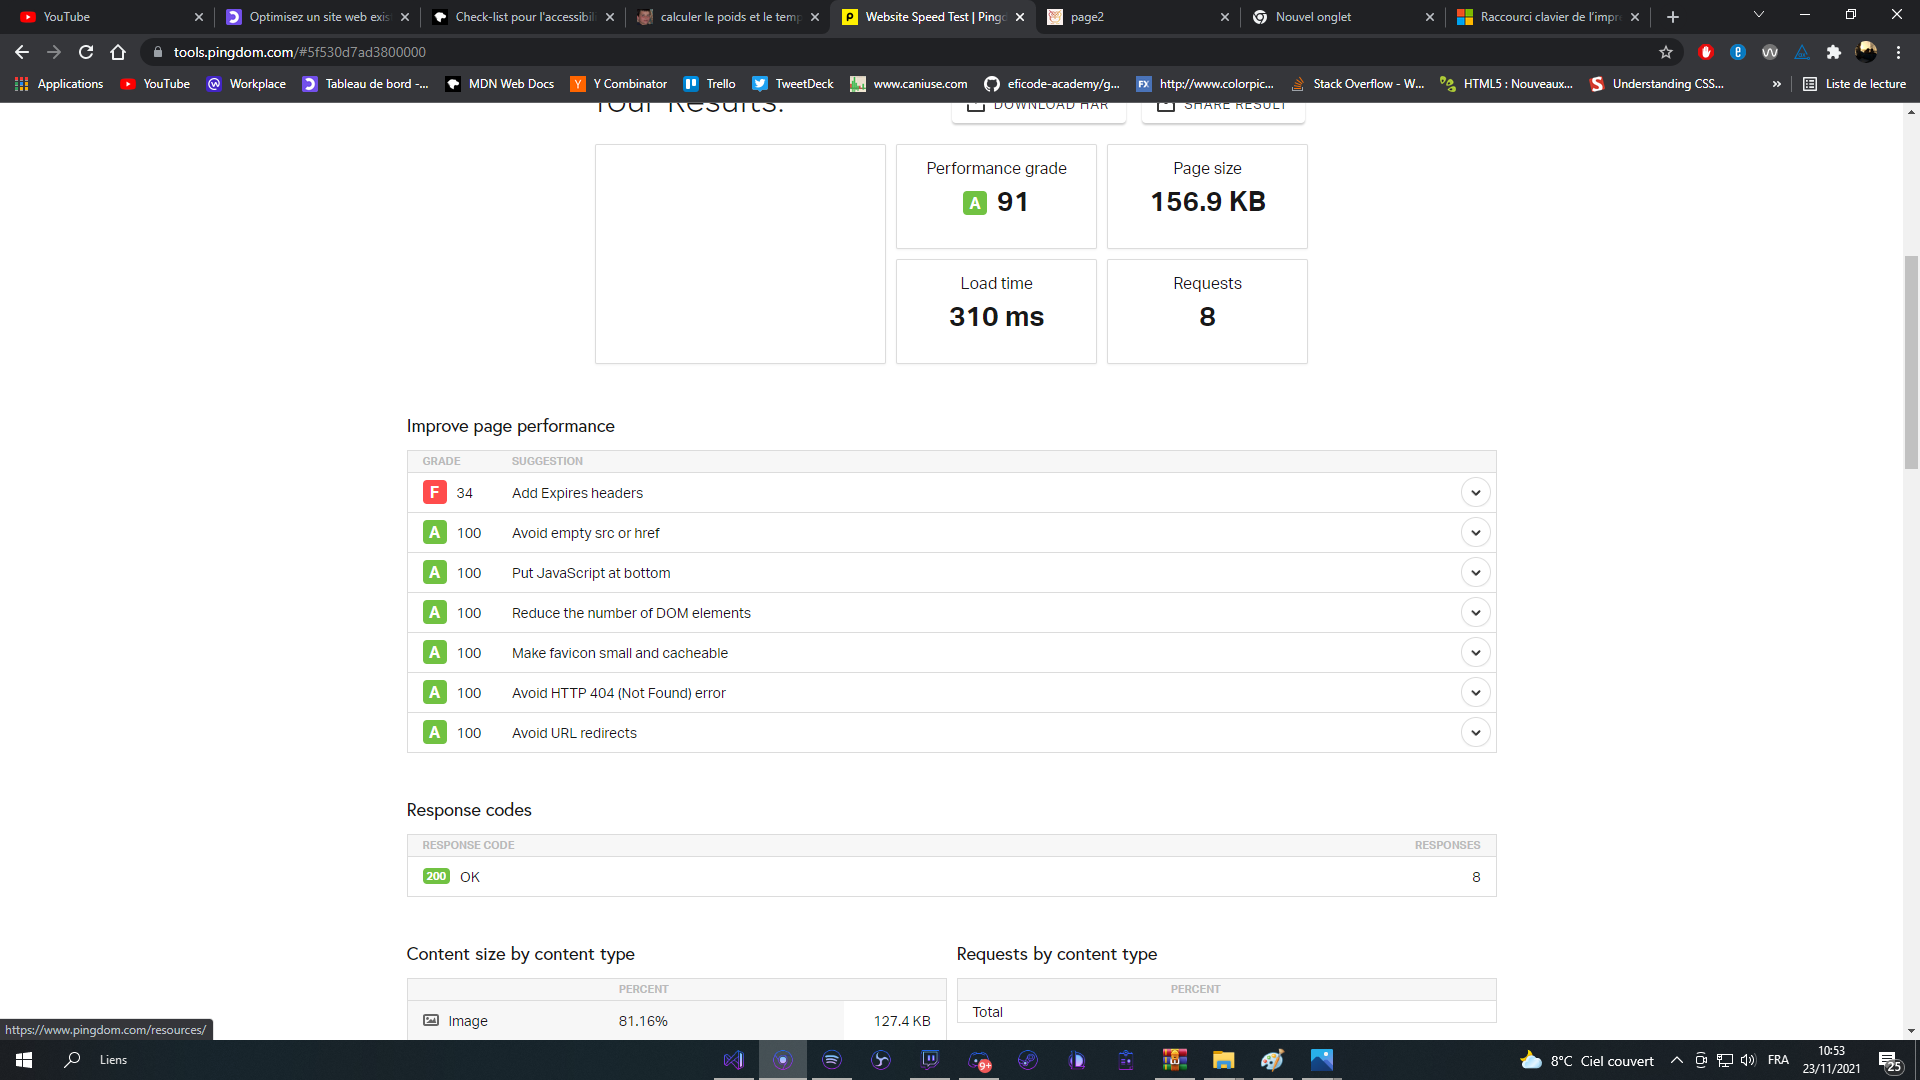 YouTube
Optimisez un site web exis
Check-list pour l'accessibili
calculer le poids et le temp
Website Speed Test | Pingd
page2
Nouvel onglet
Raccourci clavier de l'impr
tools.pingdom.com/#5f530d7ad3800000
Applications
YouTube
Workplace
Tableau de bord -...
MDN Web Docs
Y Combinator
Trello
TweetDeck
www.caniuse.com
eficode-academy/g...
http://www.colorpic...
Stack Overflow - W...
HTML5 : Nouveaux...
Understanding CSS...
»
Liste de lecture
Your Results:
DOWNLOAD HAR
SHARE RESULT
Performance grade
A 91
Page size
156.9 KB
Load time
310 ms
Requests
8
Improve page performance
GRADE SUGGESTION
F 34 Add Expires headers
A 100 Avoid empty src or href
A 100 Put JavaScript at bottom
A 100 Reduce the number of DOM elements
A 100 Make favicon small and cacheable
A 100 Avoid HTTP 404 (Not Found) error
A 100 Avoid URL redirects
Response codes
RESPONSE CODE RESPONSES
200 OK 8
Content size by content type
PERCENT
Image 81.16% 127.4 KB
Requests by content type
PERCENT
Total
https://www.pingdom.com/resources/
Liens
9+
8°C Ciel couvert
FRA
10:53
23/11/2021
25